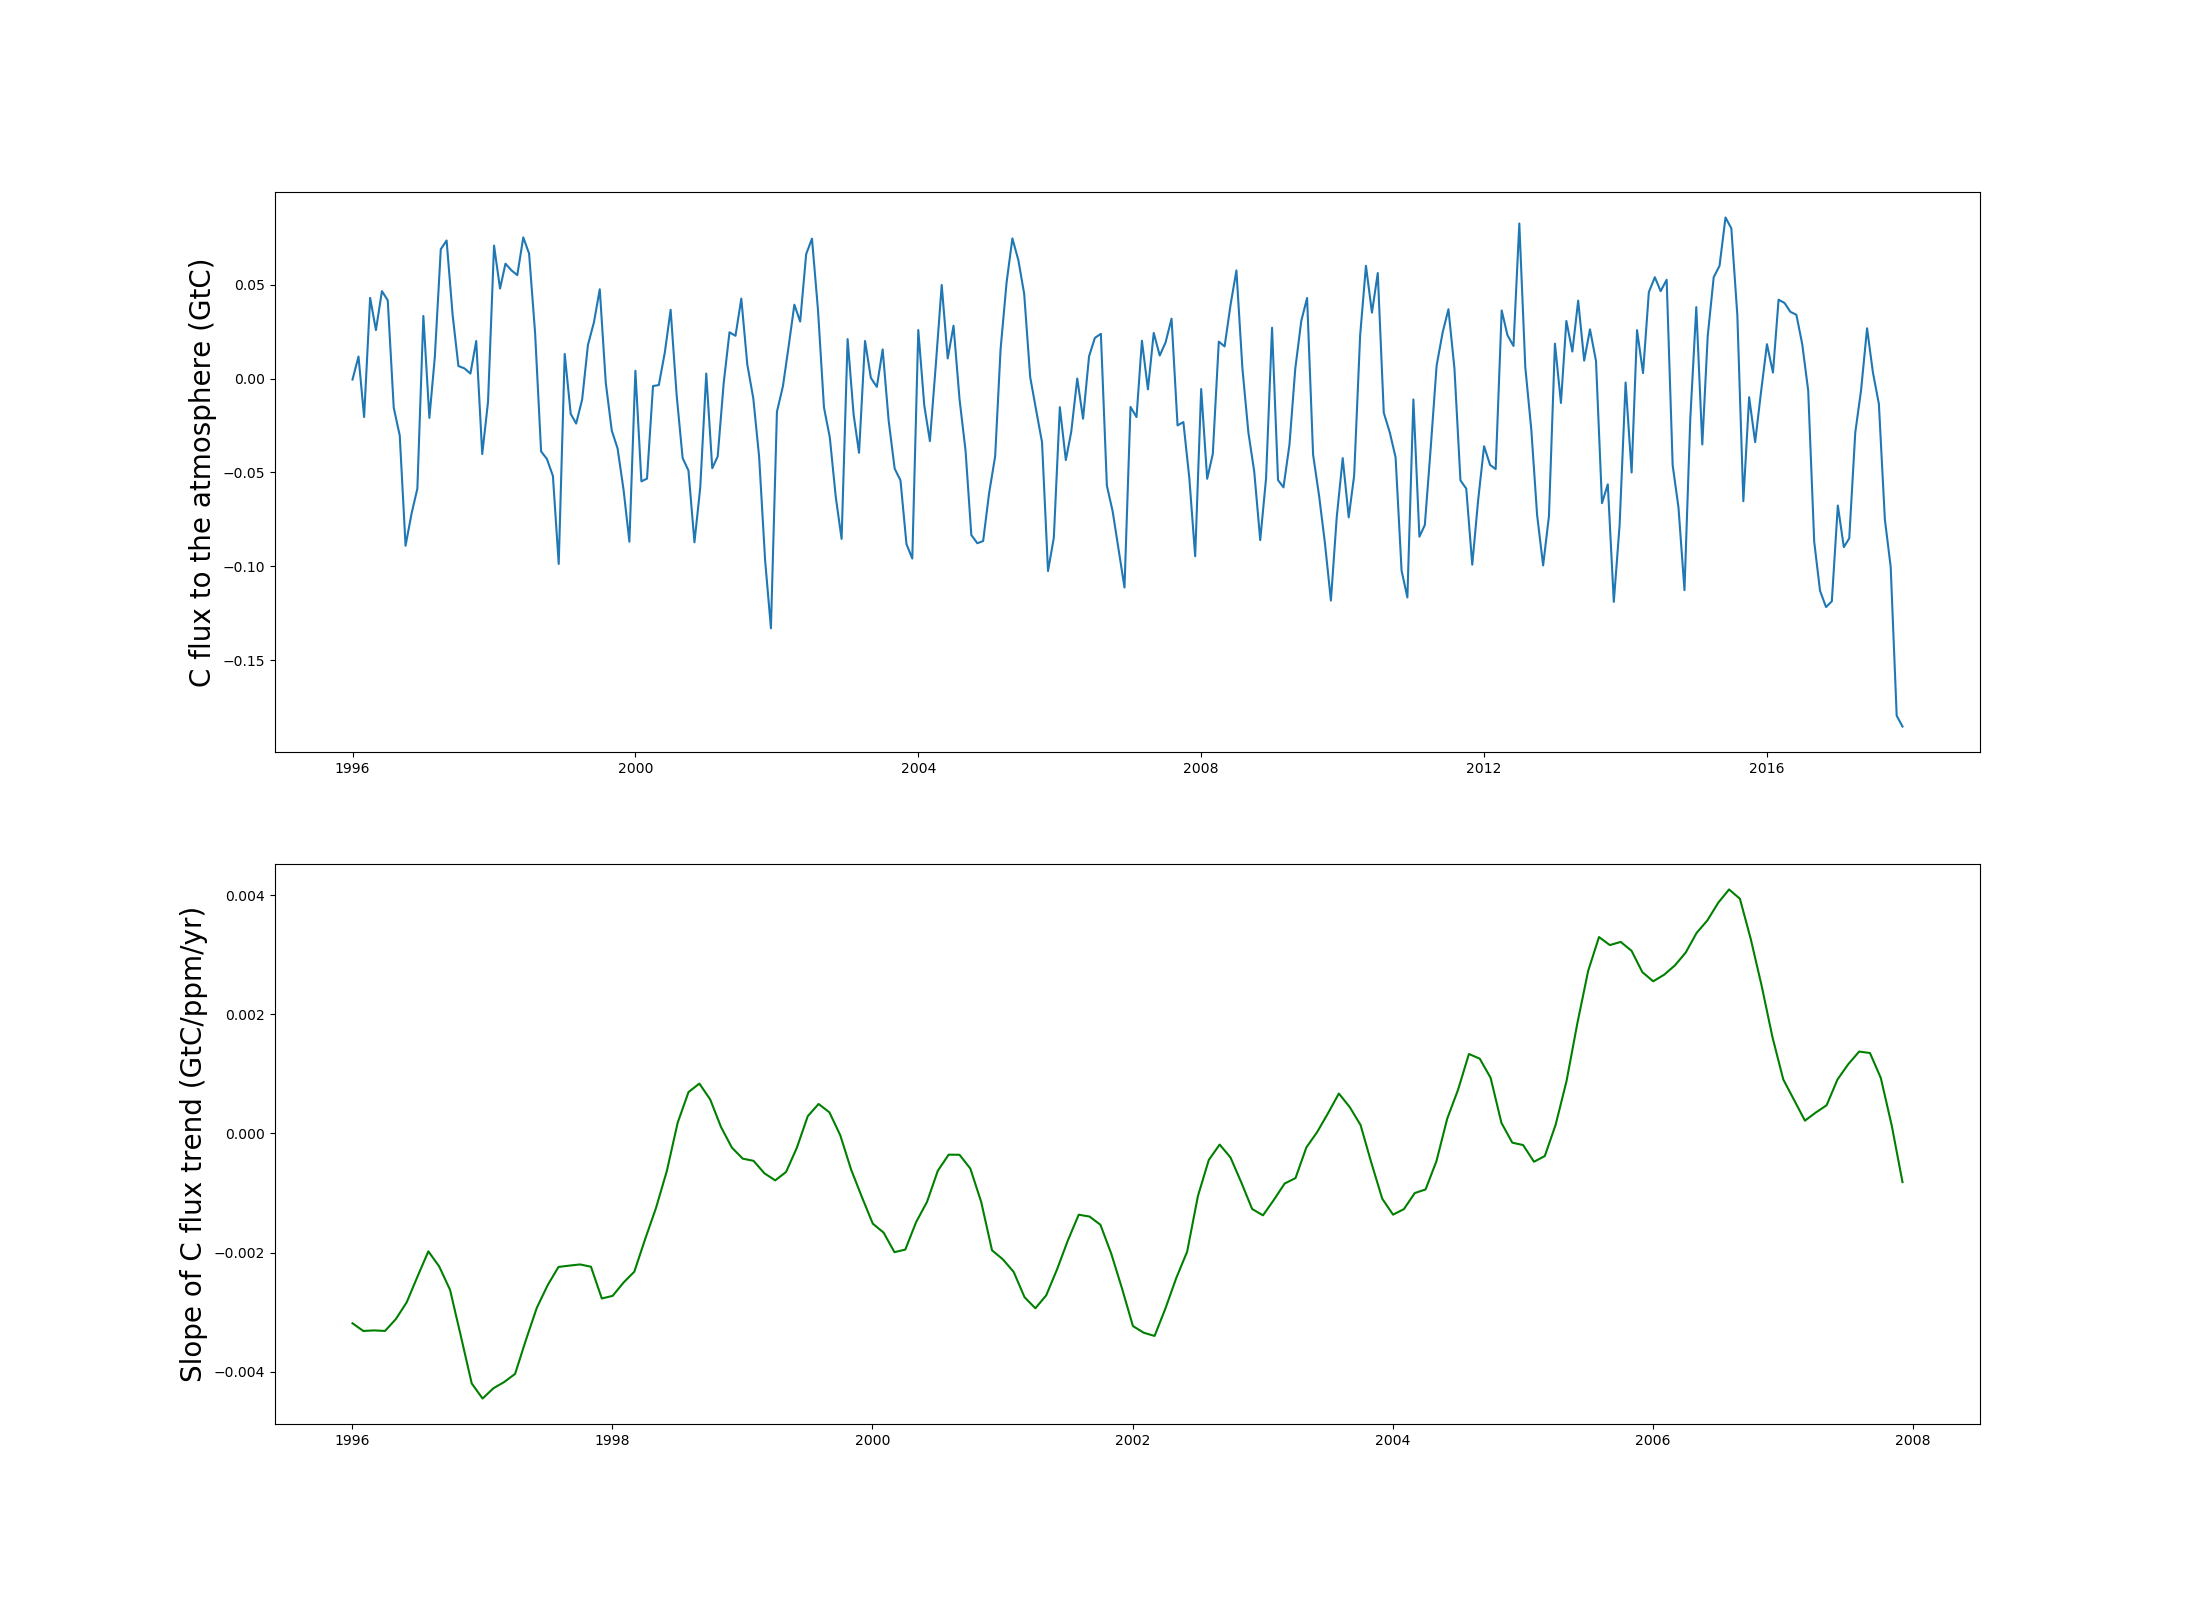 C flux to the atmosphere (GtC)
0.05
0.00
−0.05
−0.10
−0.15
1996 2000 2004 2008 2012 2016
Slope of C flux trend (GtC/ppm/yr)
0.004
0.002
0.000
−0.002
−0.004
1996 1998 2000 2002 2004 2006 2008